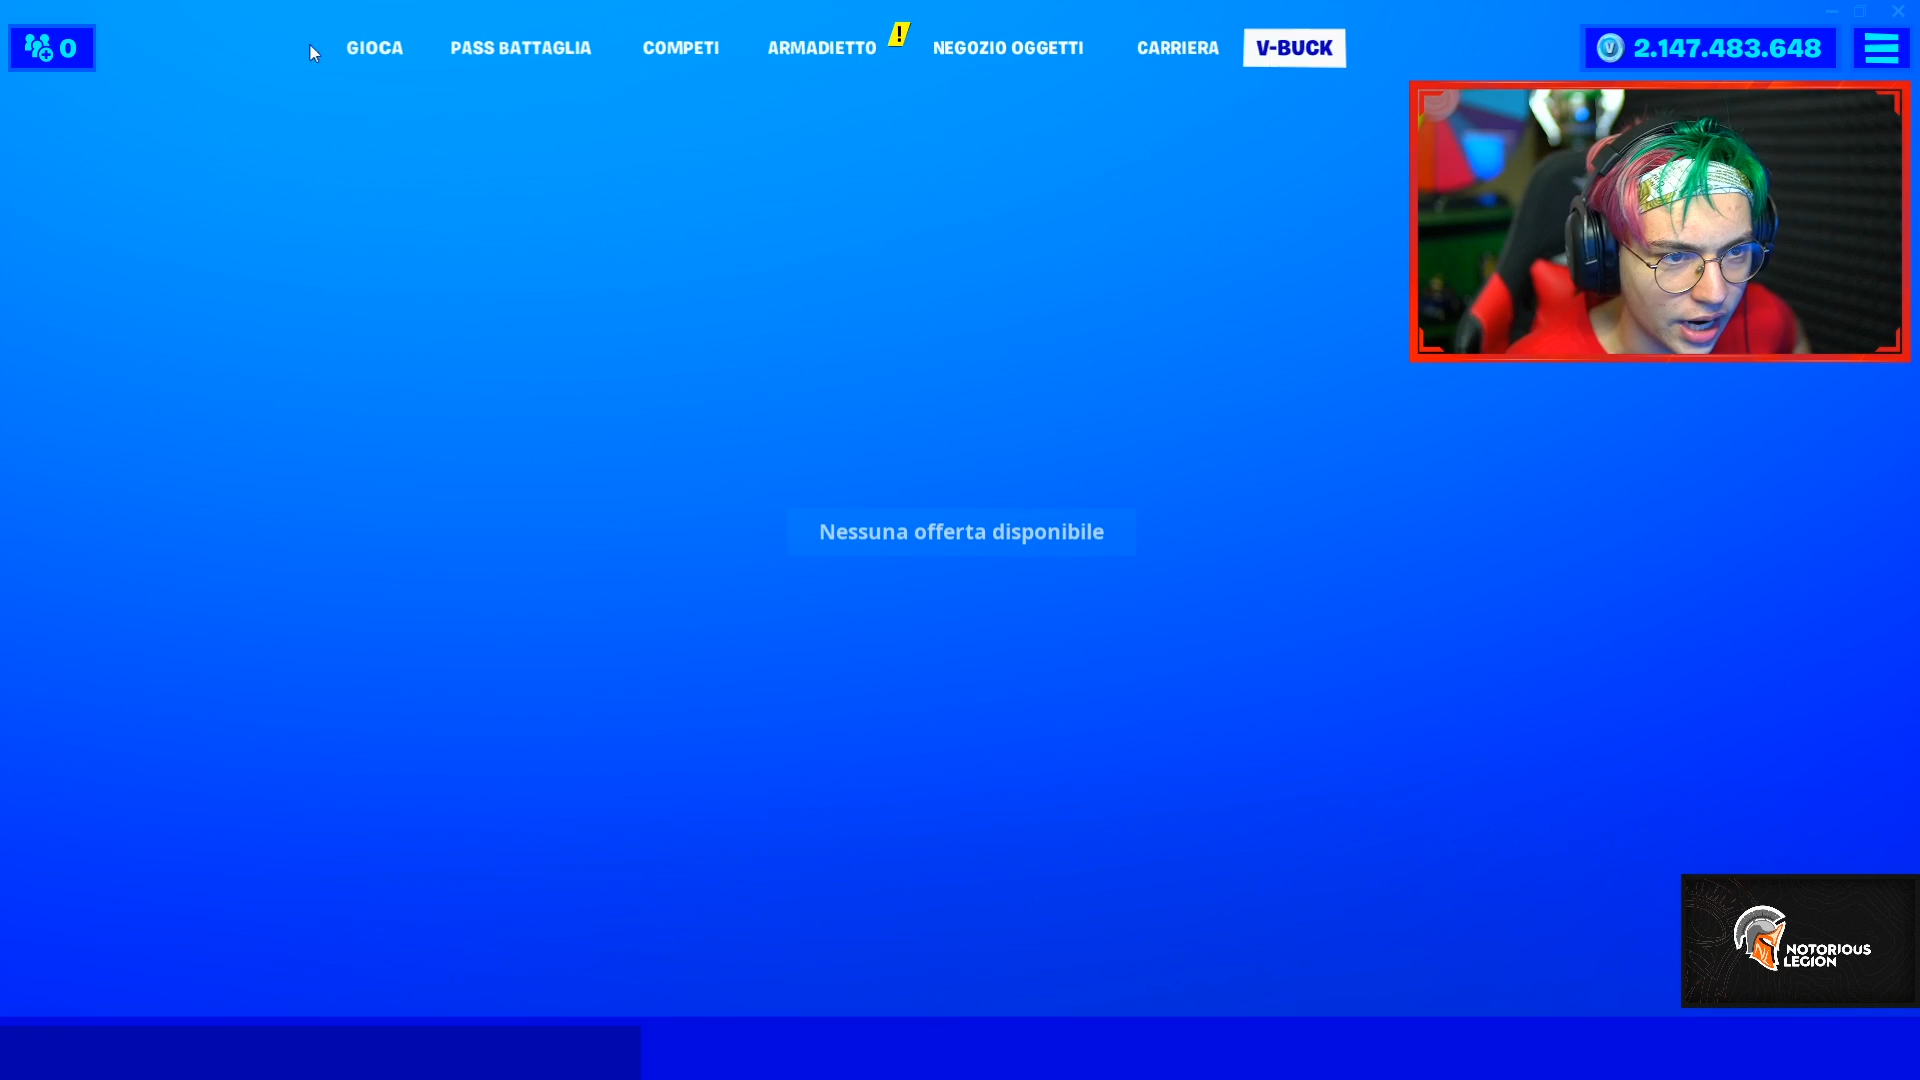 0
GIOCA
PASS BATTAGLIA
COMPETI
ARMADIETTO
!
NEGOZIO OGGETTI
CARRIERA
V-BUCK
V
2.147.483.648
Nessuna offerta disponibile
NOTORIOUS
LEGION